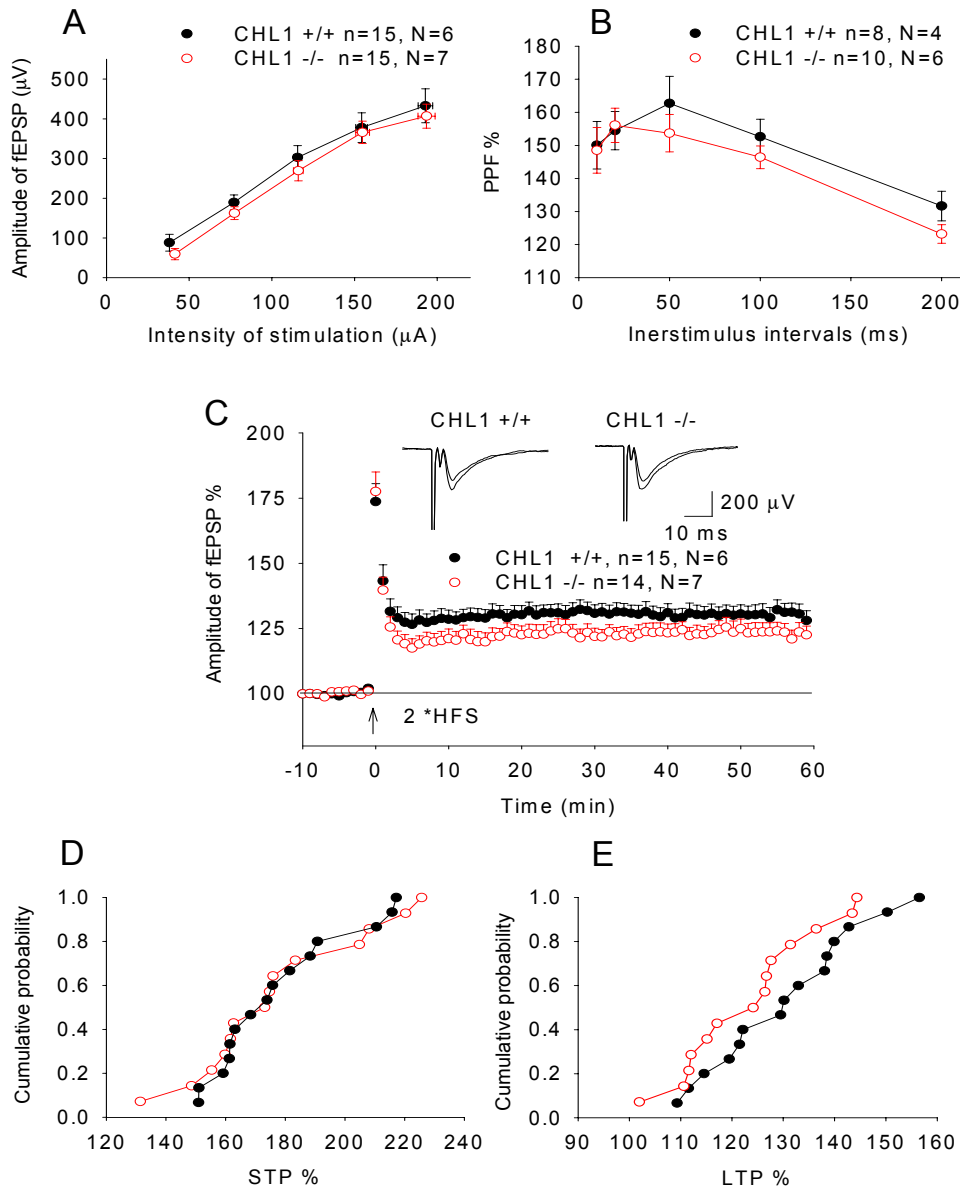 A
CHL1 +/+ n=15, N=6
CHL1 -/- n=15, N=7
Amplitude of fEPSP (μV)
500
400
300
200
100
0
0 50 100 150 200
Intensity of stimulation (μA)
B
CHL1 +/+ n=8, N=4
CHL1 -/- n=10, N=6
PPF %
180
170
160
150
140
130
120
110
0 50 100 150 200
Inerstimulus intervals (ms)
C
CHL1 +/+ CHL1 -/-
200 μV
10 ms
CHL1 +/+, n=15, N=6
CHL1 -/- n=14, N=7
Amplitude of fEPSP %
200
175
150
125
100
2 *HFS
-10 0 10 20 30 40 50 60
Time (min)
D
Cumulative probability
1.0
0.8
0.6
0.4
0.2
0.0
120 140 160 180 200 220 240
STP %
E
Cumulative probability
1.0
0.8
0.6
0.4
0.2
0.0
90 100 110 120 130 140 150 160
LTP %